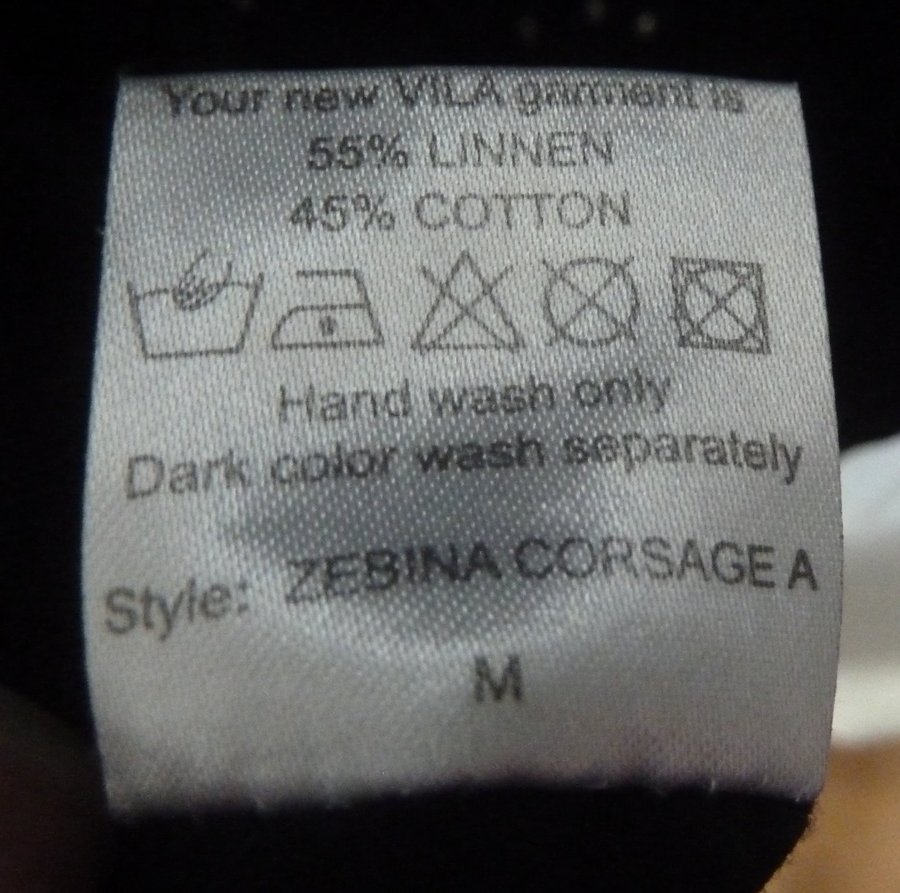 Your new VILA garment is
55% LINNEN
45% COTTON
Hand wash only
Dark color wash separately
Style: ZEBINA CORSAGE A
M